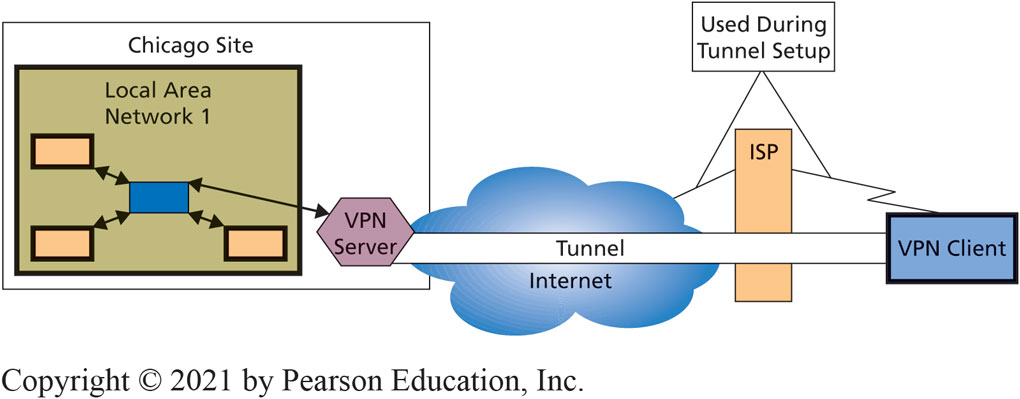 Chicago Site
Local Area
Network 1
VPN
Server
Used During
Tunnel Setup
ISP
Tunnel
Internet
VPN Client
Copyright © 2021 by Pearson Education, Inc.